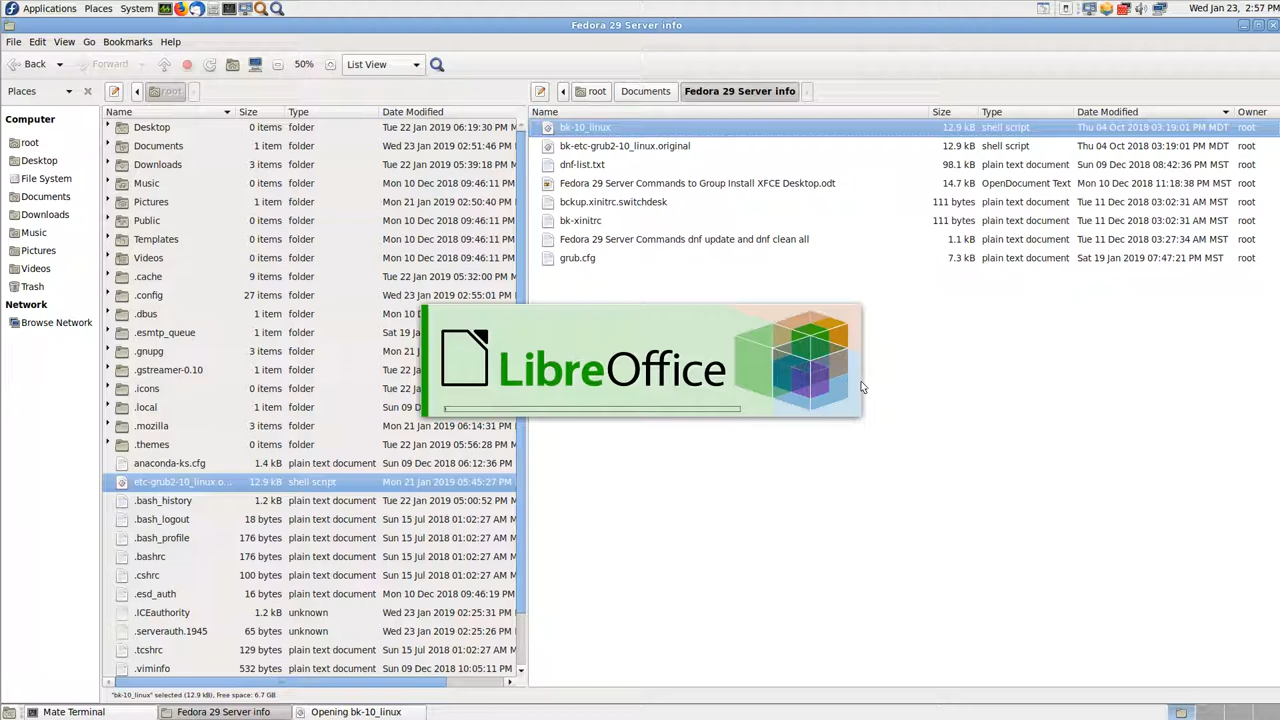 Applications Places System Wed Jan 23, 2:57 PM
Fedora 29 Server info
File Edit View Go Bookmarks Help
Back Forward 50% List View
Places root root Documents Fedora 29 Server info
Name Size Type Date Modified Name Size Type Date Modified Owner
Computer
root
Desktop
File System
Documents
Downloads
Music
Pictures
Videos
Trash
Network
Browse Network
Desktop 0 items folder Tue 22 Jan 2019 06:19:30 PM M
Documents 1 item folder Wed 23 Jan 2019 02:51:46 PM
Downloads 3 items folder Tue 22 Jan 2019 05:39:18 PM M
Music 0 items folder Mon 10 Dec 2018 09:46:11 PM
Pictures 1 item folder Mon 21 Jan 2019 02:50:40 PM M
Public 0 items folder Mon 10 Dec 2018 09:46:11 PM
Templates 0 items folder Mon 10 Dec 2018 09:46:11 PM
Videos 0 items folder Mon 10 Dec 2018 09:46:11 PM
.cache 9 items folder Tue 22 Jan 2019 05:32:00 PM M
.config 27 items folder Wed 23 Jan 2019 02:55:01 PM
.dbus 1 item folder Mon 10
.esmtp_queue 1 item folder Sat 19 Ja
.gnupg 3 items folder Mon 21 J
.gstreamer-0.10 1 item folder Mon 10
.icons 0 items folder Mon 10
.local 1 item folder Sun 09 D
.mozilla 3 items folder Mon 21 Jan 2019 06:14:31 PM M
.themes 0 items folder Tue 22 Jan 2019 05:56:28 PM M
anaconda-ks.cfg 1.4 kB plain text document Sun 09 Dec 2018 06:12:36 PM
etc-grub2-10_linux.o... 12.9 kB shell script Mon 21 Jan 2019 05:45:27 PM
.bash_history 1.2 kB plain text document Tue 22 Jan 2019 05:00:52 PM M
.bash_logout 18 bytes plain text document Sun 15 Jul 2018 01:02:27 AM M
.bash_profile 176 bytes plain text document Sun 15 Jul 2018 01:02:27 AM M
.bashrc 176 bytes plain text document Sun 15 Jul 2018 01:02:27 AM M
.cshrc 100 bytes plain text document Sun 15 Jul 2018 01:02:27 AM M
.esd_auth 16 bytes plain text document Mon 10 Dec 2018 09:46:19 PM
.ICEauthority 1.2 kB unknown Wed 23 Jan 2019 02:25:31 PM
.serverauth.1945 65 bytes unknown Wed 23 Jan 2019 02:25:26 PM
.tcshrc 129 bytes plain text document Sun 15 Jul 2018 01:02:27 AM M
.viminfo 532 bytes plain text document Sun 09 Dec 2018 10:05:11 PM
bk-10_linux 12.9 kB shell script Thu 04 Oct 2018 03:19:01 PM MDT root
bk-etc-grub2-10_linux.original 12.9 kB shell script Thu 04 Oct 2018 03:19:01 PM MDT root
dnf-list.txt 98.1 kB plain text document Sun 09 Dec 2018 08:42:36 PM MST root
Fedora 29 Server Commands to Group Install XFCE Desktop.odt 14.7 kB OpenDocument Text Mon 10 Dec 2018 11:18:38 PM MST root
bckup.xinitrc.switchdesk 111 bytes plain text document Tue 11 Dec 2018 03:02:31 AM MST root
bk-xinitrc 111 bytes plain text document Tue 11 Dec 2018 03:02:31 AM MST root
Fedora 29 Server Commands dnf update and dnf clean all 1.1 kB plain text document Tue 11 Dec 2018 03:27:34 AM MST root
grub.cfg 7.3 kB plain text document Sat 19 Jan 2019 07:47:21 PM MST root
LibreOffice
"bk-10_linux" selected (12.9 kB), Free space: 6.7 GB
Mate Terminal Fedora 29 Server info Opening bk-10_linux